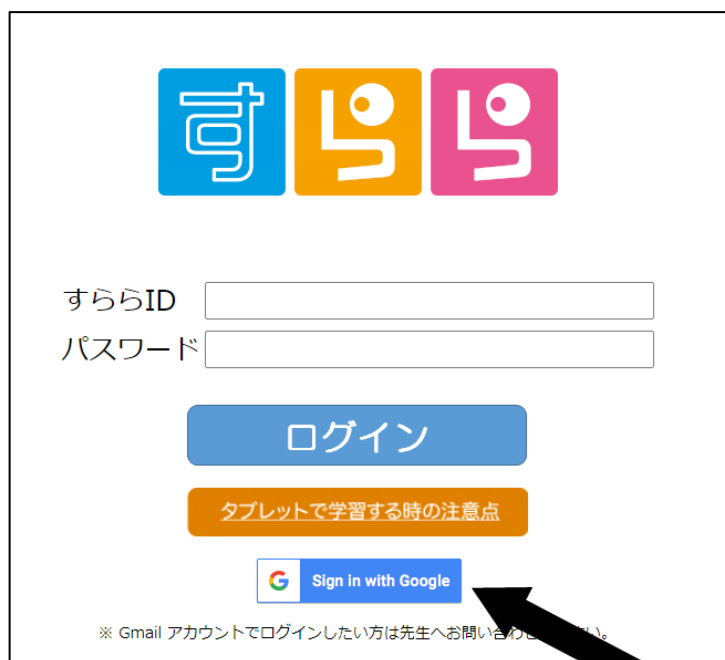 すらら
すららID
パスワード
ログイン
タブレットで学習する時の注意点
G Sign in with Google
※ Gmail アカウントでログインしたい方は先生へお問い合わ
い。